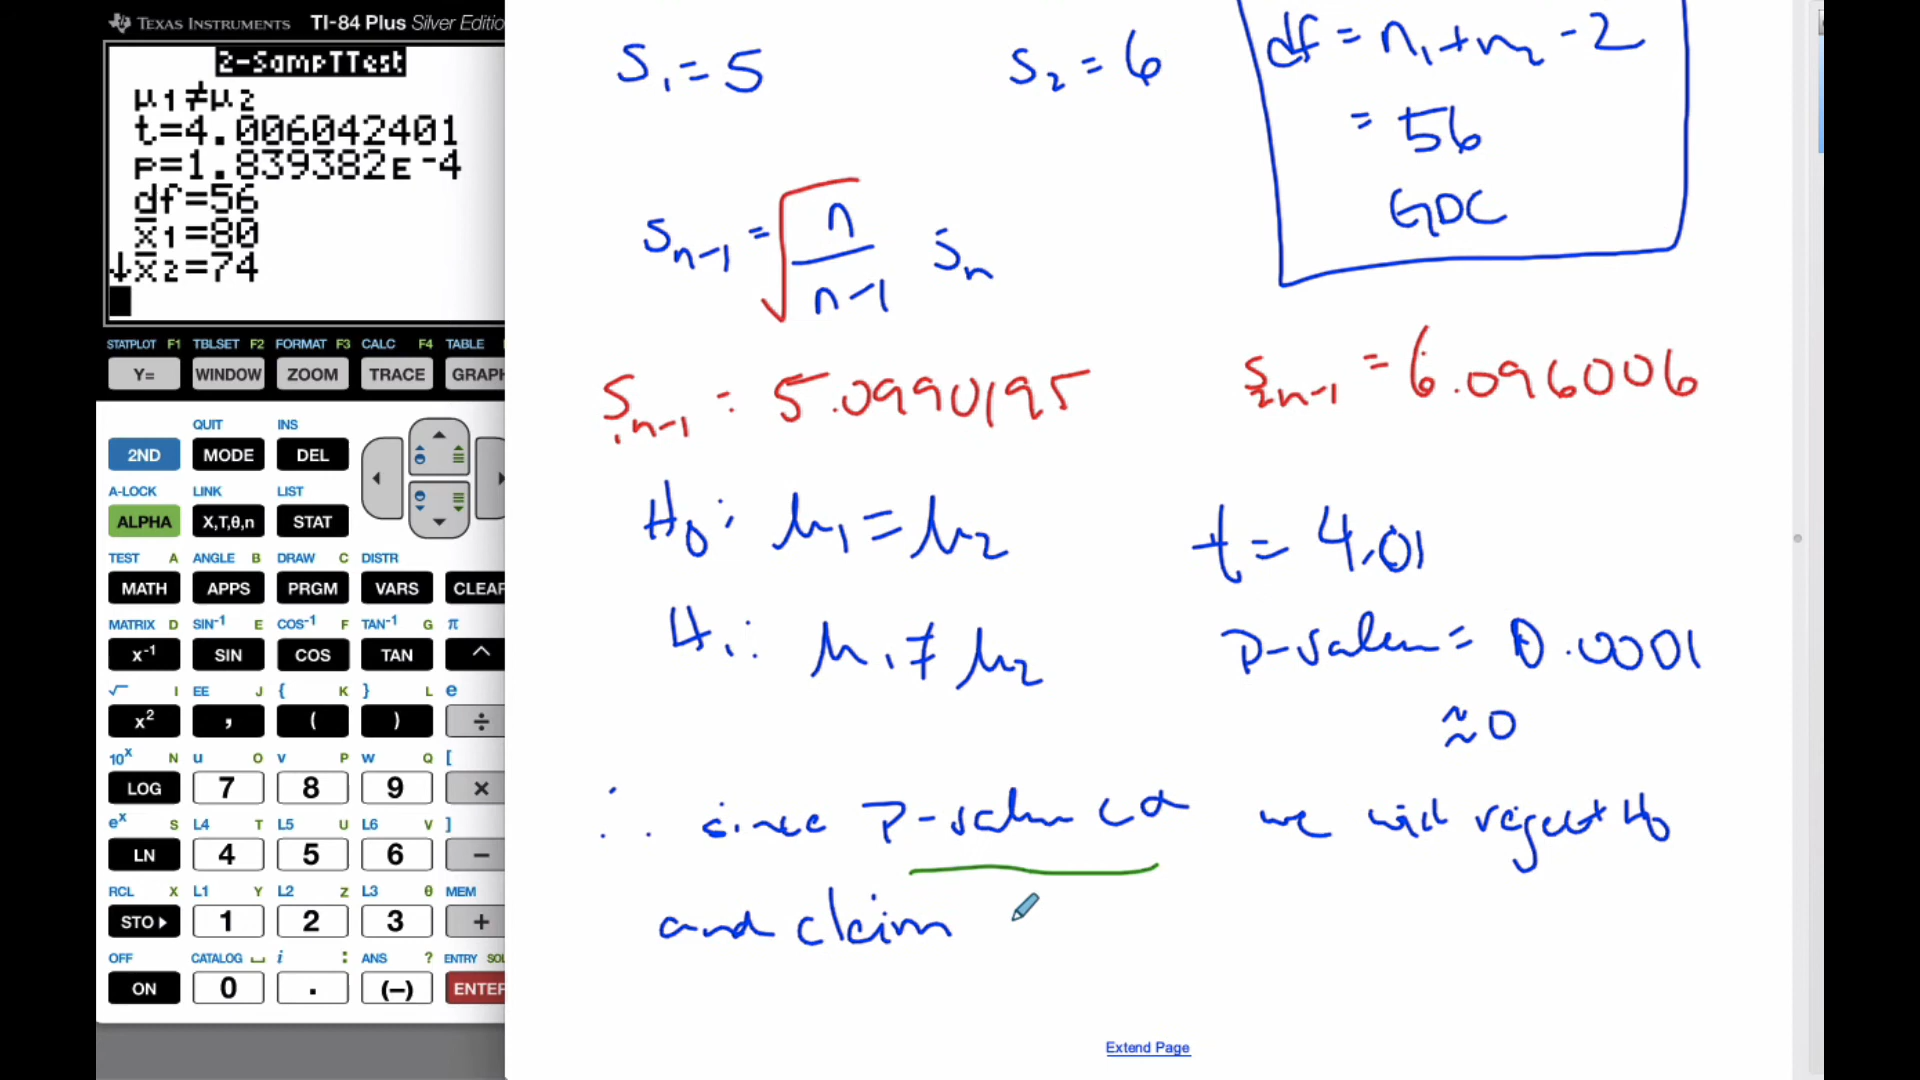 TEXAS INSTRUMENTS TI-84 Plus Silver Editio
2-SampTTest
μ1≠μ2
t=4.006042401
p=1.839382E-4
df=56
x̄1=80
↓x̄2=74
STATPLOT F1 TBLSET F2 FORMAT F3 CALC F4 TABLE
Y= WINDOW ZOOM TRACE GRAPH
QUIT INS
2ND MODE DEL
A-LOCK LINK LIST
ALPHA X,T,θ,n STAT
TEST A ANGLE B DRAW C DISTR
MATH APPS PRGM VARS CLEAR
MATRIX D SIN⁻¹ E COS⁻¹ F TAN⁻¹ G π
x⁻¹ SIN COS TAN ^
√ I EE J { K } L e
x² , ( ) ÷
10ˣ N u O v P w Q [
LOG 7 8 9 ×
eˣ S L4 T L5 U L6 V ]
LN 4 5 6 −
RCL X L1 Y L2 Z L3 θ MEM
STO▸ 1 2 3 +
OFF CATALOG ⎵ i : ANS ? ENTRY SOL
ON 0 . (−) ENTER
S₁ = 5 S₂ = 6
df = n₁ + n₂ - 2
= 56
GDC
Sₙ₋₁ = √(n/(n-1)) Sₙ
S₁ₙ₋₁ = 5.0990195 S₂ₙ₋₁ = 6.096006
H₀: μ₁ = μ₂ t = 4.01
H₁: μ₁ ≠ μ₂ p-value = 0.0001
≈ 0
∴ since p-value < α we will reject H₀
and claim
Extend Page